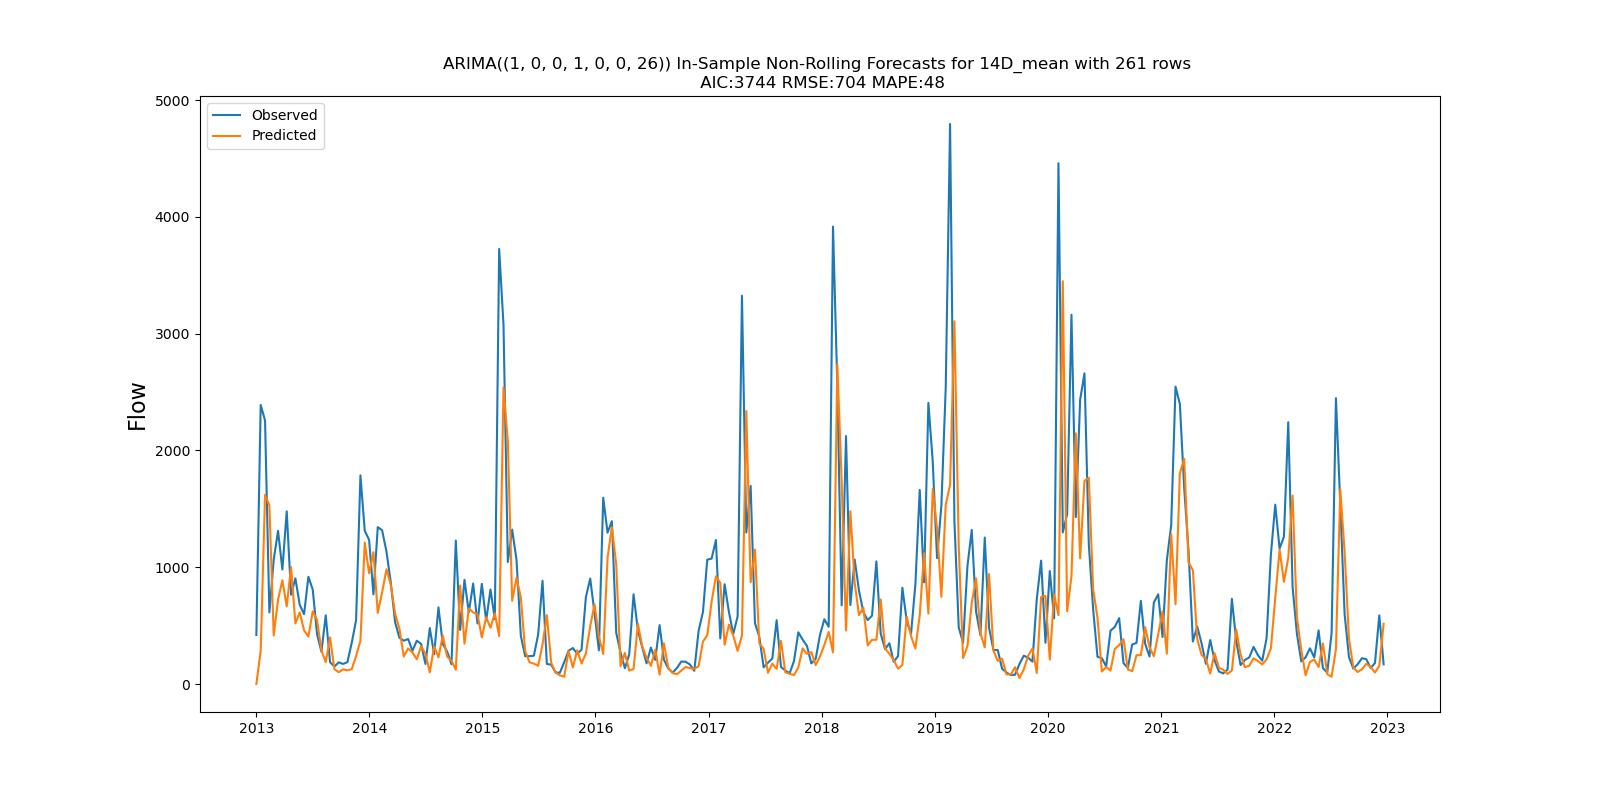 ARIMA((1, 0, 0, 1, 0, 0, 26)) In-Sample Non-Rolling Forecasts for 14D_mean with 261 rows
AIC:3744 RMSE:704 MAPE:48
Observed
Predicted
Flow
5000
4000
3000
2000
1000
0
2013 2014 2015 2016 2017 2018 2019 2020 2021 2022 2023